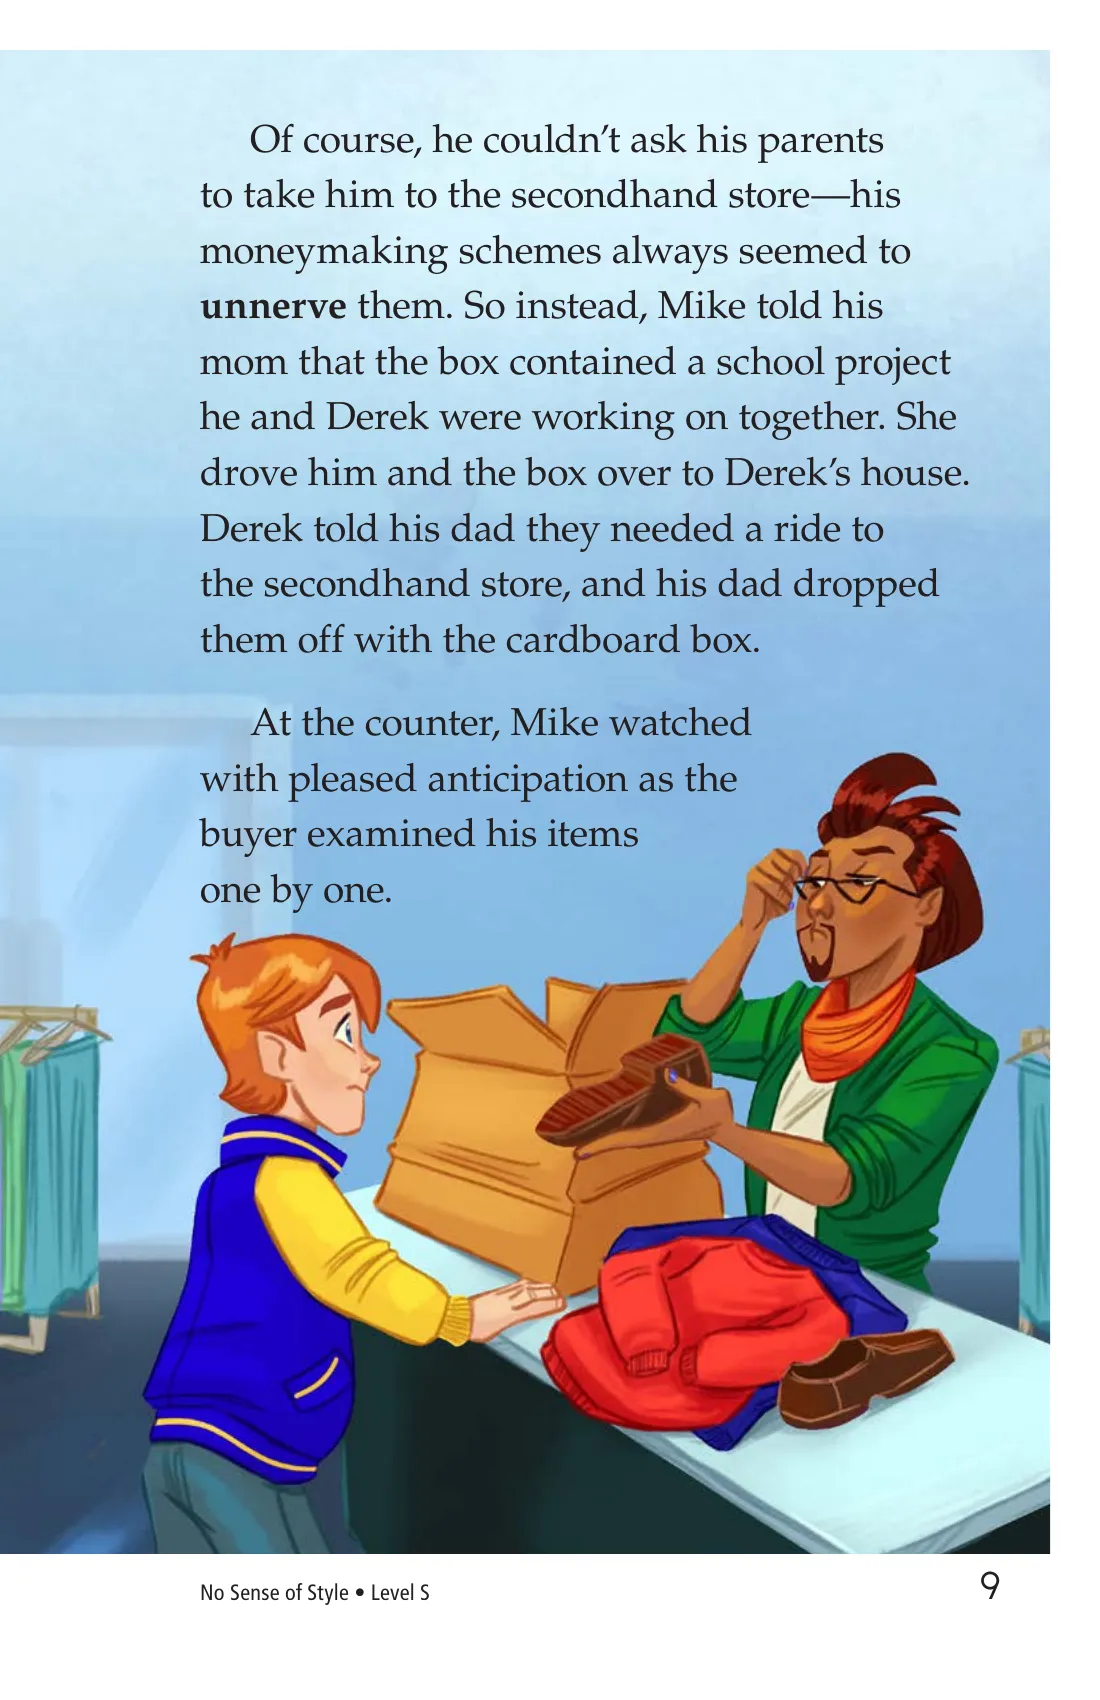 Of course, he couldn’t ask his parents
to take him to the secondhand store—his
moneymaking schemes always seemed to
unnerve them. So instead, Mike told his
mom that the box contained a school project
he and Derek were working on together. She
drove him and the box over to Derek’s house.
Derek told his dad they needed a ride to
the secondhand store, and his dad dropped
them off with the cardboard box.
At the counter, Mike watched
with pleased anticipation as the
buyer examined his items
one by one.
No Sense of Style • Level S
9